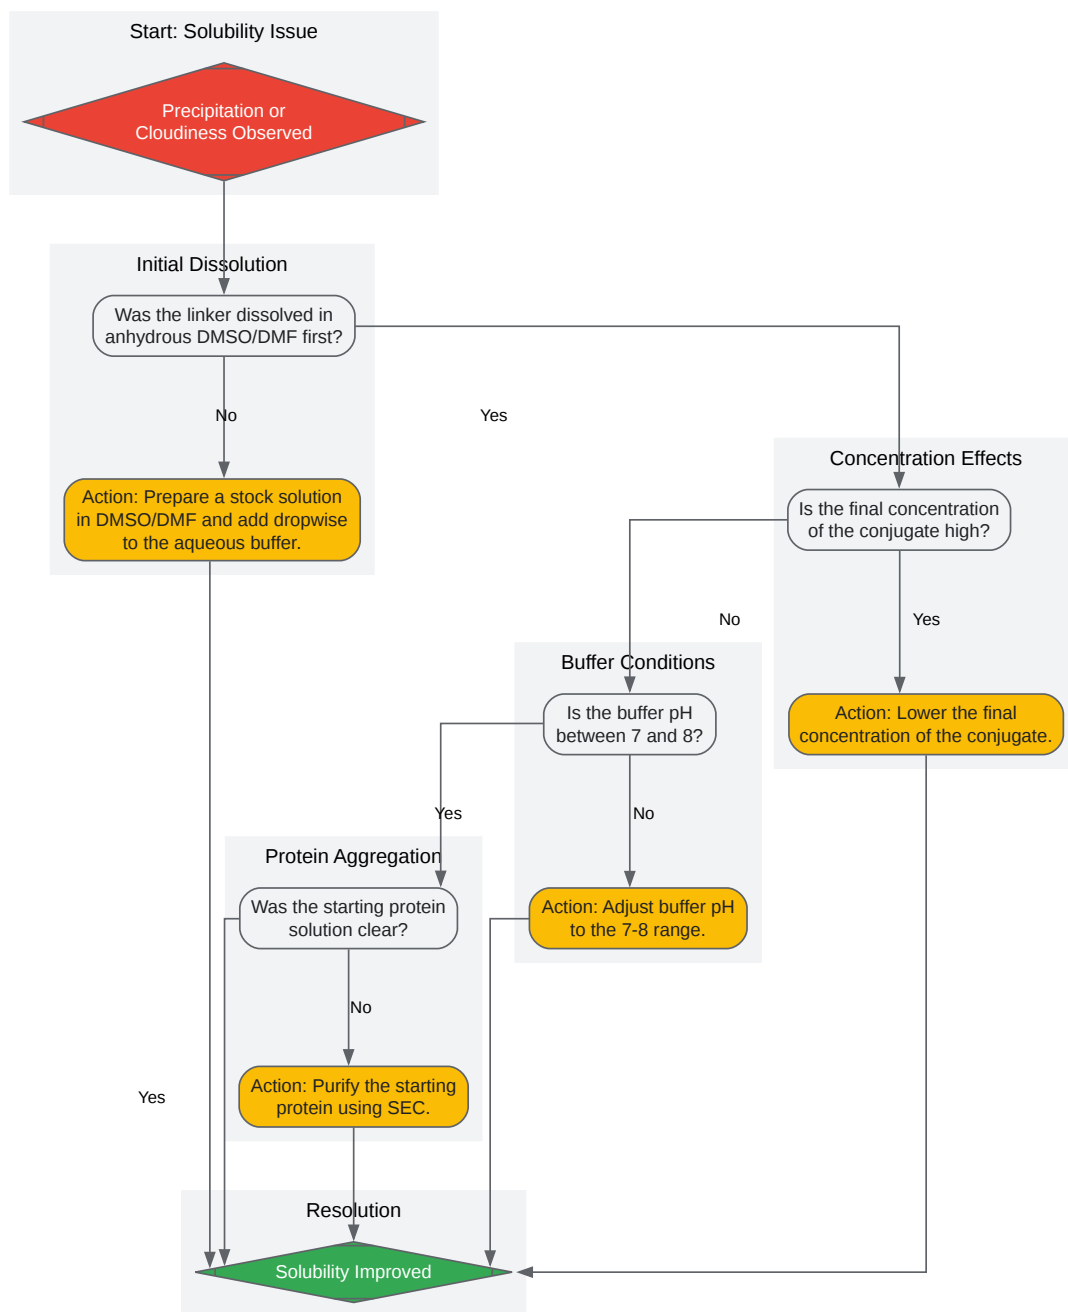 Start: Solubility Issue
Precipitation or
Cloudiness Observed
Initial Dissolution
Was the linker dissolved in
anhydrous DMSO/DMF first?
No
Yes
Action: Prepare a stock solution
in DMSO/DMF and add dropwise
to the aqueous buffer.
Concentration Effects
Is the final concentration
of the conjugate high?
No
Yes
Action: Lower the final
concentration of the conjugate.
Buffer Conditions
Is the buffer pH
between 7 and 8?
Yes
No
Action: Adjust buffer pH
to the 7-8 range.
Protein Aggregation
Was the starting protein
solution clear?
No
Yes
Action: Purify the starting
protein using SEC.
Resolution
Solubility Improved